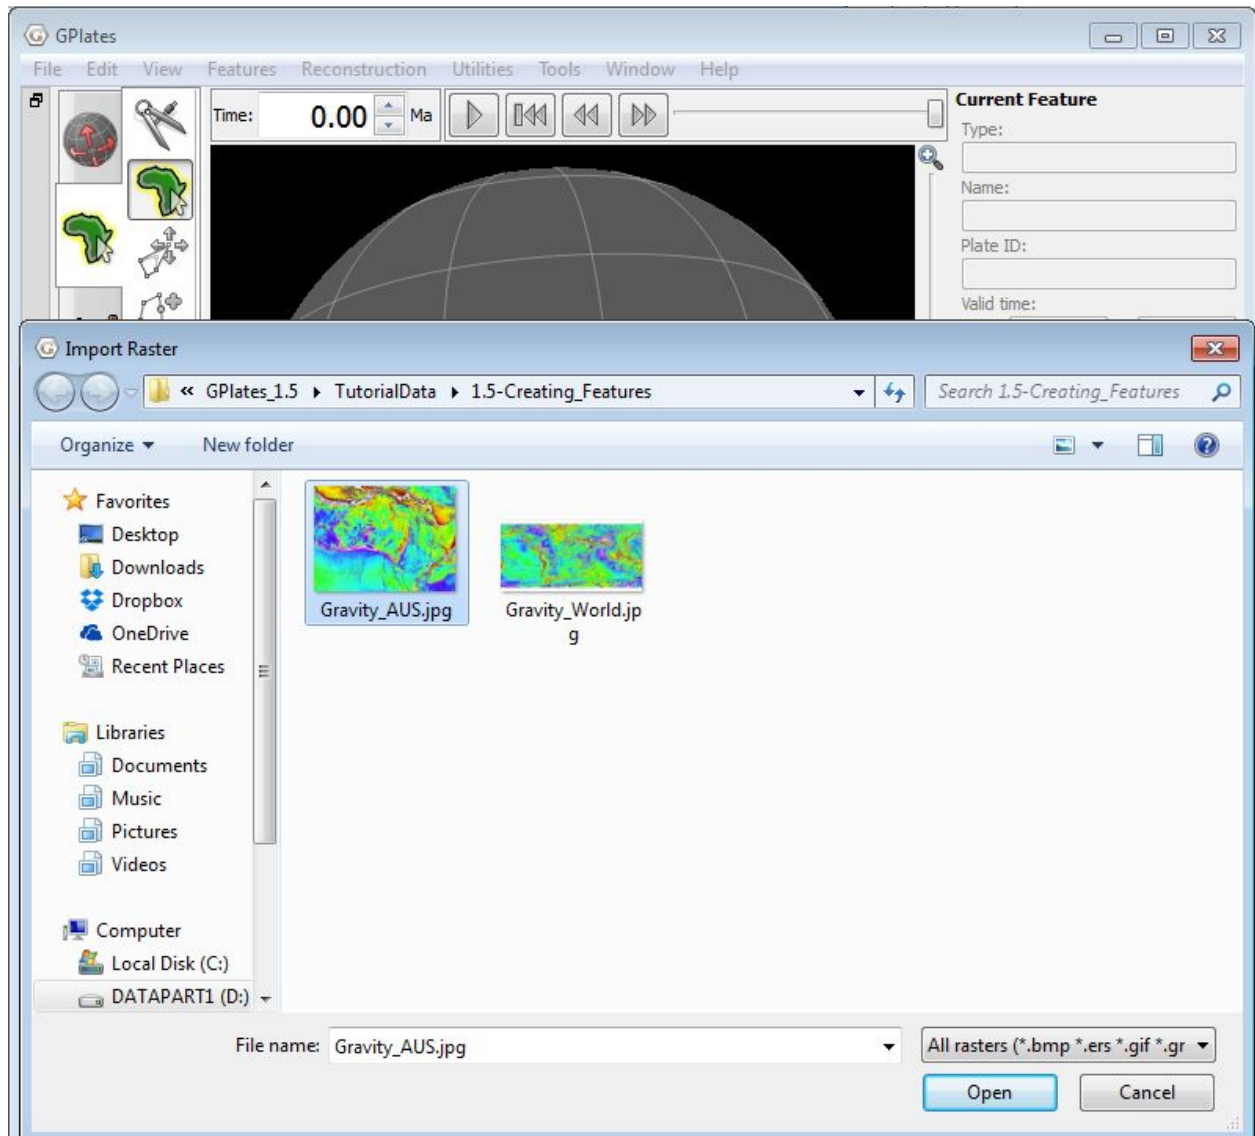 GPlates
File Edit View Features Reconstruction Utilities Tools Window Help
Time: 0.00 Ma
Current Feature
Type:
Name:
Plate ID:
Valid time:
Import Raster
« GPlates_1.5 TutorialData 1.5-Creating_Features
Search 1.5-Creating_Features
Organize New folder
Favorites
Desktop
Downloads
Dropbox
OneDrive
Recent Places
Libraries
Documents
Music
Pictures
Videos
Computer
Local Disk (C:)
DATAPART1 (D:)
Gravity_AUS.jpg
Gravity_World.jp
g
File name: Gravity_AUS.jpg
All rasters (*.bmp *.ers *.gif *.gr
Open Cancel